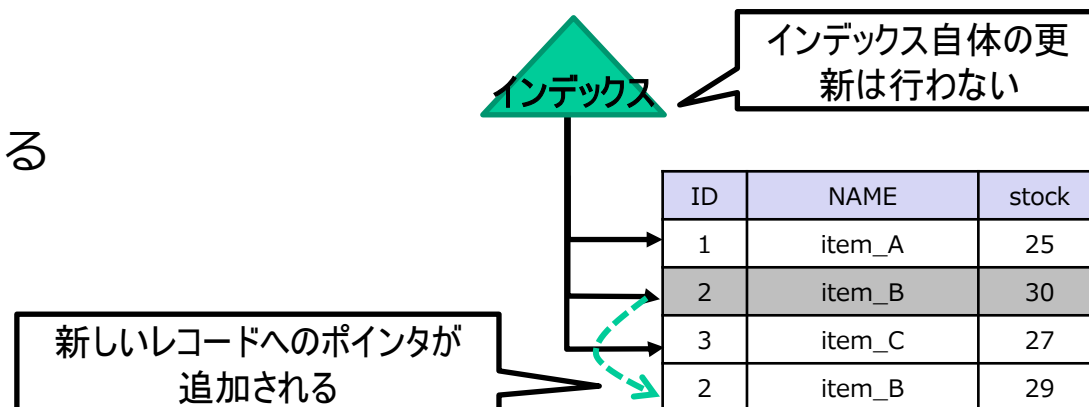 インデックス自体の更
新は行わない
インデックス
る
ID NAME stock
1 item_A 25
2 item_B 30
3 item_C 27
2 item_B 29
新しいレコードへのポインタが
追加される